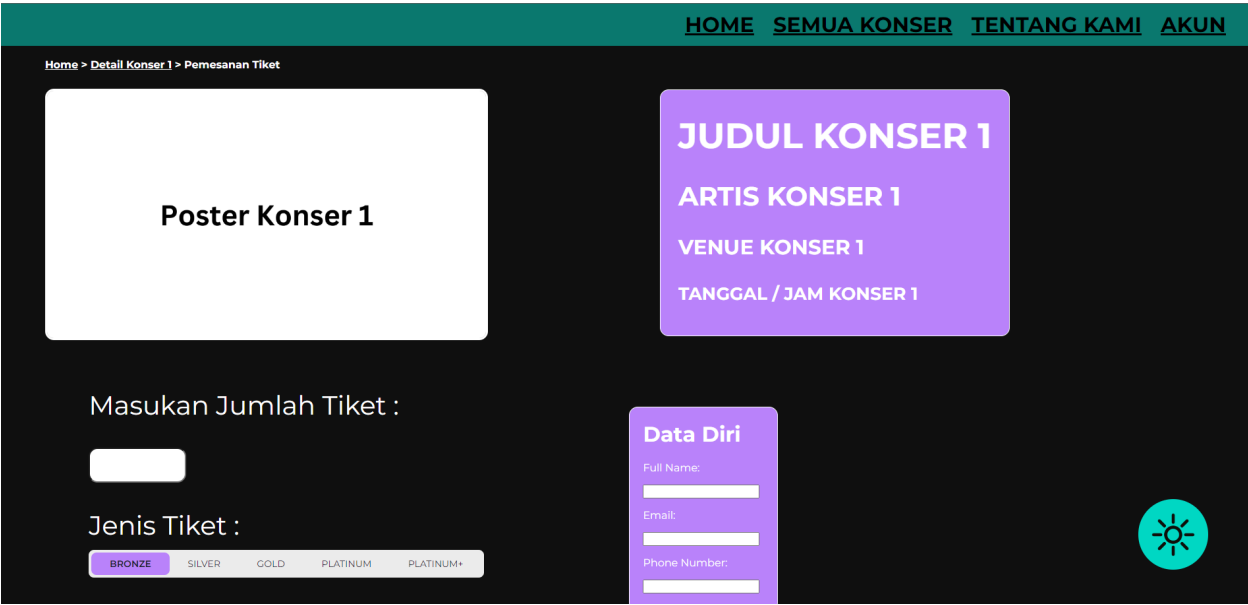 HOME SEMUA KONSER TENTANG KAMI AKUN
Home > Detail Konser 1 > Pemesanan Tiket
Poster Konser 1
JUDUL KONSER 1
ARTIS KONSER 1
VENUE KONSER 1
TANGGAL / JAM KONSER 1
Masukan Jumlah Tiket :
Jenis Tiket :
BRONZE SILVER GOLD PLATINUM PLATINUM+
Data Diri
Full Name:
Email:
Phone Number: